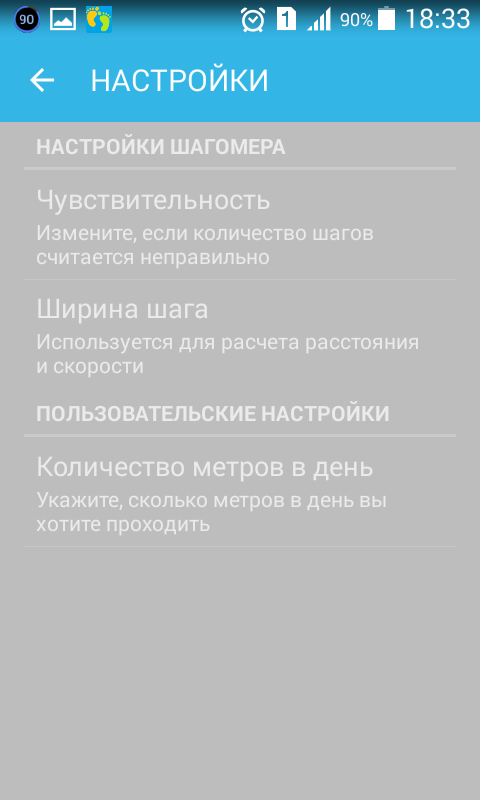 90 1 90% 18:33
НАСТРОЙКИ
НАСТРОЙКИ ШАГОМЕРА
Чувствительность
Измените, если количество шагов
считается неправильно
Ширина шага
Используется для расчета расстояния
и скорости
ПОЛЬЗОВАТЕЛЬСКИЕ НАСТРОЙКИ
Количество метров в день
Укажите, сколько метров в день вы
хотите проходить